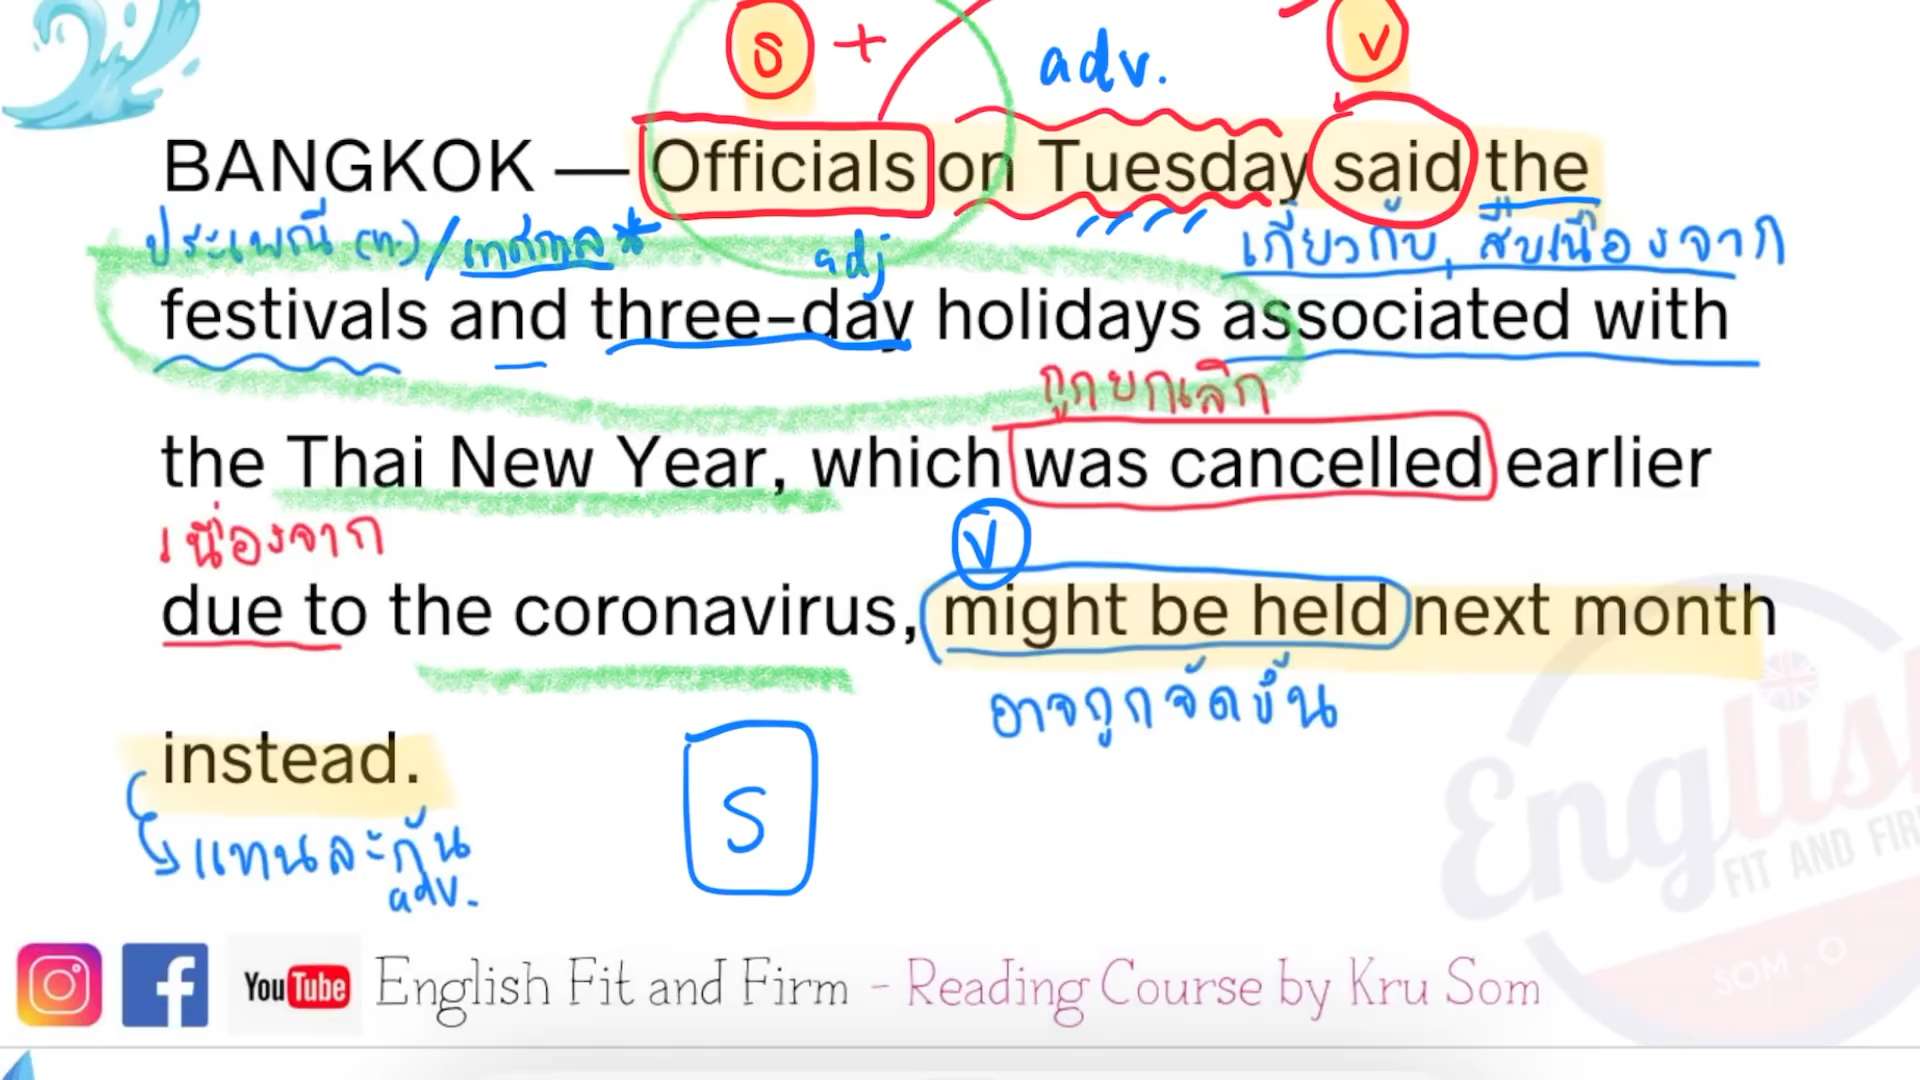 S + adv. V
BANGKOK — Officials on Tuesday said the
ประเพณี (n.) / เทศกาล* adj เกี่ยวกับ, สืบเนื่องจาก
festivals and three-day holidays associated with
ถูกยกเลิก
the Thai New Year, which was cancelled earlier
เนื่องจาก V
due to the coronavirus, might be held next month
อาจถูกจัดขึ้น
instead.
S
แทนละกัน
adv.
English
FIT AND FIR
SOM . O
YouTube English Fit and Firm - Reading Course by Kru Som